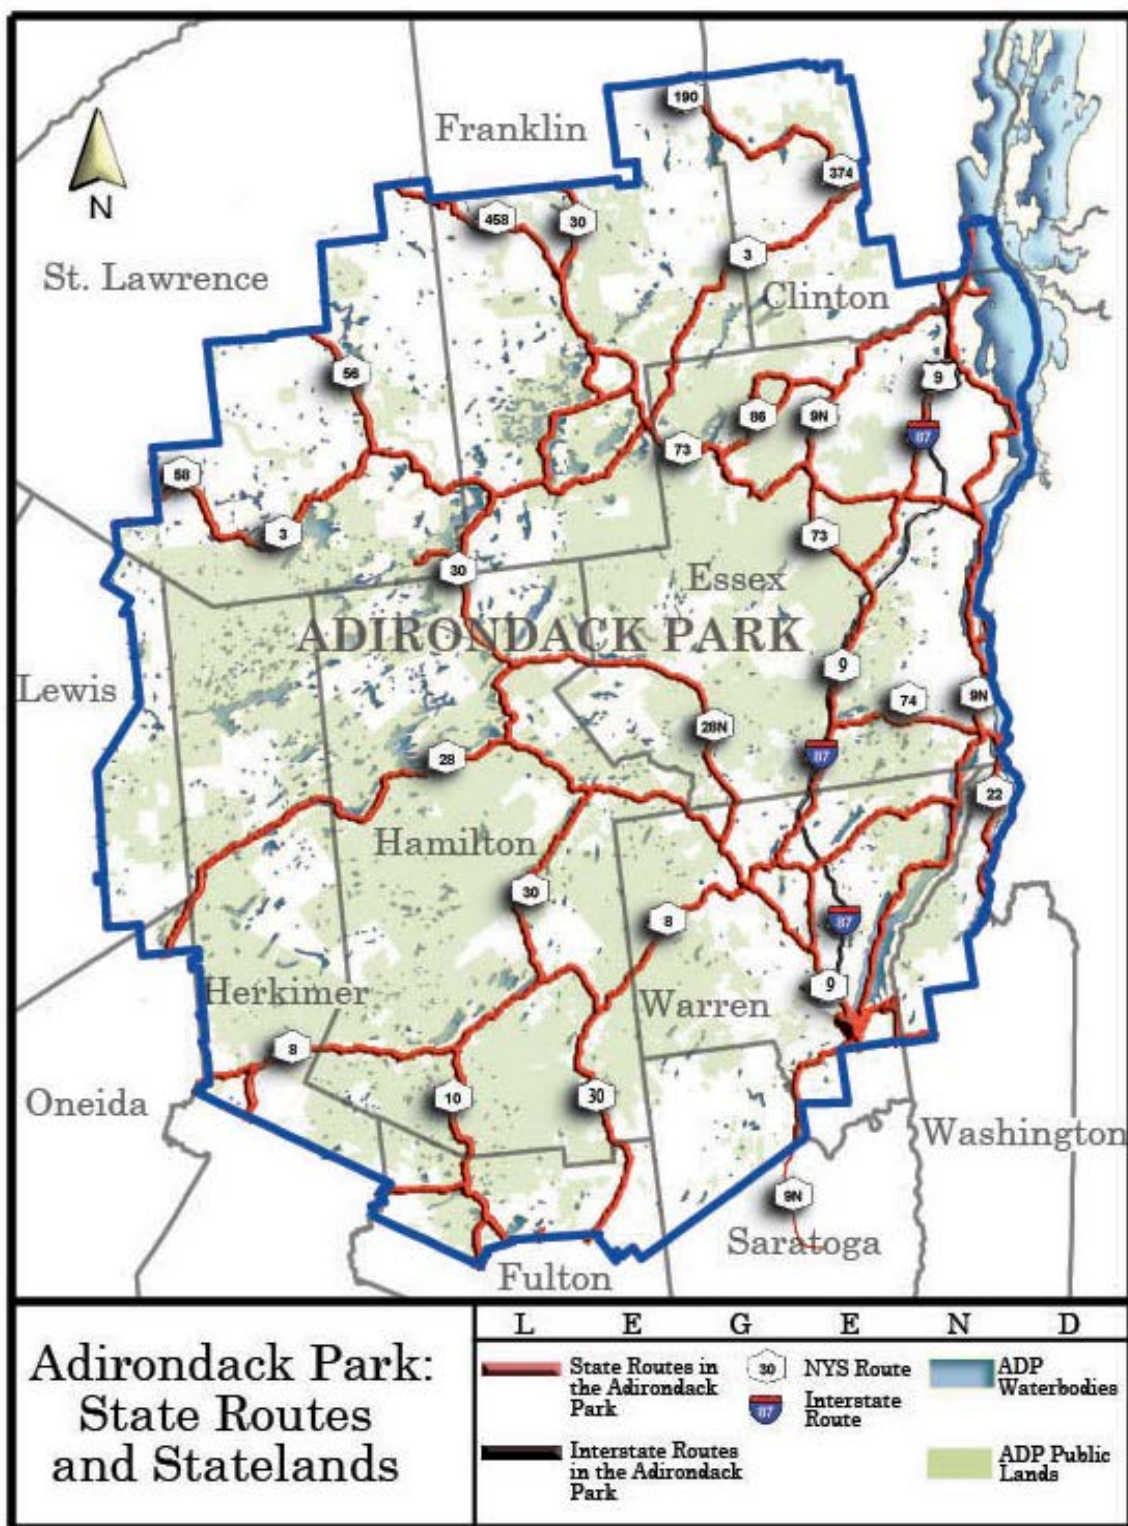 190
Franklin
374
N
458
30
3
St. Lawrence
Clinton
56
9
86
9N
87
73
58
3
73
30
Essex
ADIRONDACK PARK
9
Lewis
74
9N
28N
28
87
22
Hamilton
30
8
87
Herkimer
9
Warren
8
10
30
Oneida
Washington
9N
Saratoga
Fulton
Adirondack Park:
State Routes
and Statelands
L E G E N D
State Routes in
the Adirondack
Park
30
NYS Route
87
Interstate
Route
ADP
Waterbodies
Interstate Routes
in the Adirondack
Park
ADP Public
Lands